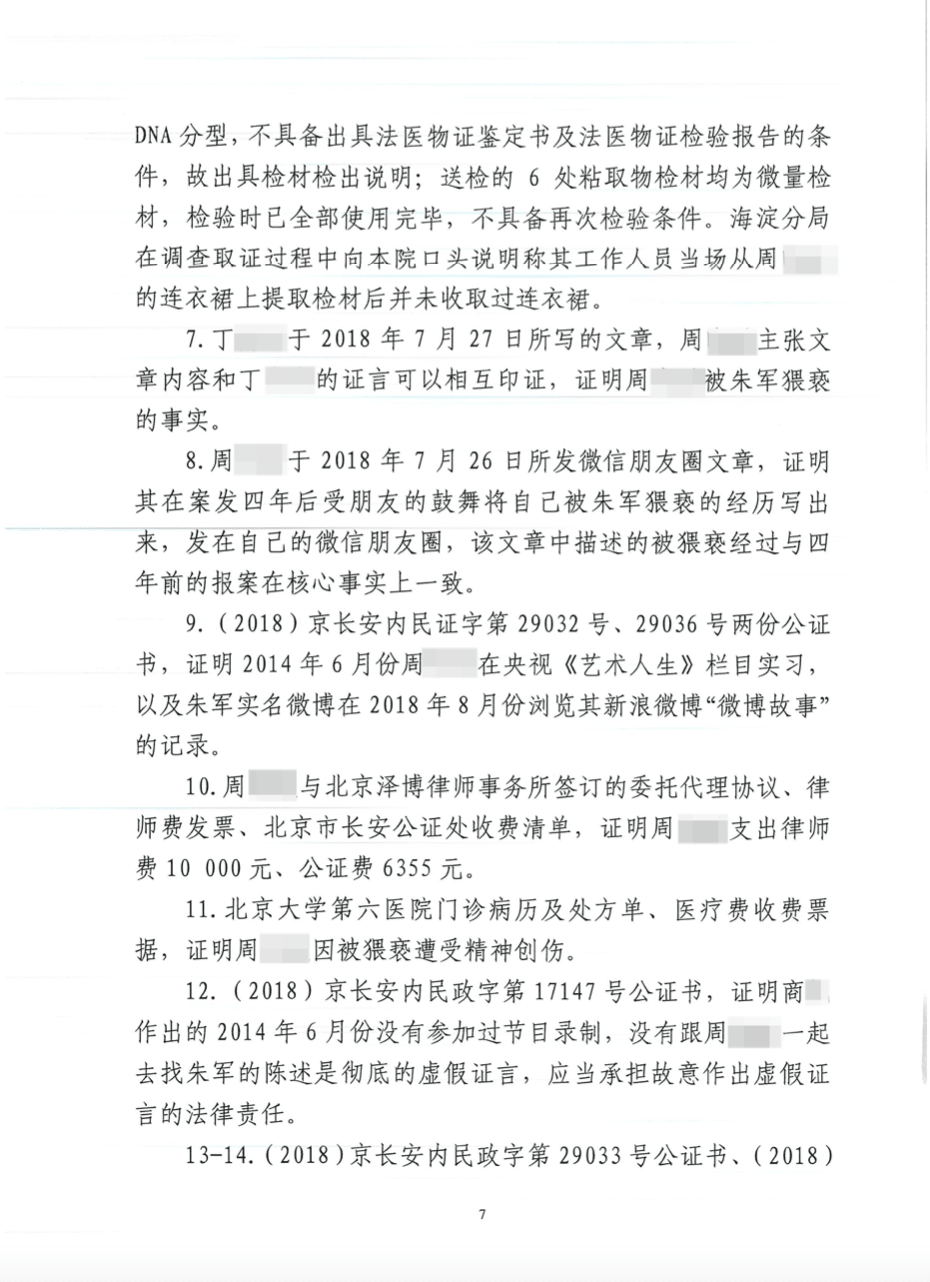 DNA 分型，不具备出具法医物证鉴定书及法医物证检验报告的条
件，故出具检材检出说明；送检的 6 处粘取物检材均为微量检
材，检验时已全部使用完毕，不具备再次检验条件。海淀分局
在调查取证过程中向本院口头说明称其工作人员当场从周
的连衣裙上提取检材后并未收取过连衣裙。
7.丁 于 2018 年 7 月 27 日所写的文章，周 主张文
章内容和丁 的证言可以相互印证，证明周 被朱军猥亵
的事实。
8.周 于 2018 年 7 月 26 日所发微信朋友圈文章，证明
其在案发四年后受朋友的鼓舞将自己被朱军猥亵的经历写出
来，发在自己的微信朋友圈，该文章中描述的被猥亵经过与四
年前的报案在核心事实上一致。
9.（2018）京长安内民证字第 29032 号、29036 号两份公证
书，证明 2014 年 6 月份周 在央视《艺术人生》栏目实习，
以及朱军实名微博在 2018 年 8 月份浏览其新浪微博“微博故事”
的记录。
10.周 与北京泽博律师事务所签订的委托代理协议、律
师费发票、北京市长安公证处收费清单，证明周 支出律师
费 10 000 元、公证费 6355 元。
11.北京大学第六医院门诊病历及处方单、医疗费收费票
据，证明周 因被猥亵遭受精神创伤。
12.（2018）京长安内民政字第 17147 号公证书，证明商
作出的 2014 年 6 月份没有参加过节目录制，没有跟周 一起
去找朱军的陈述是彻底的虚假证言，应当承担故意作出虚假证
言的法律责任。
13-14.（2018）京长安内民政字第 29033 号公证书、（2018）
7